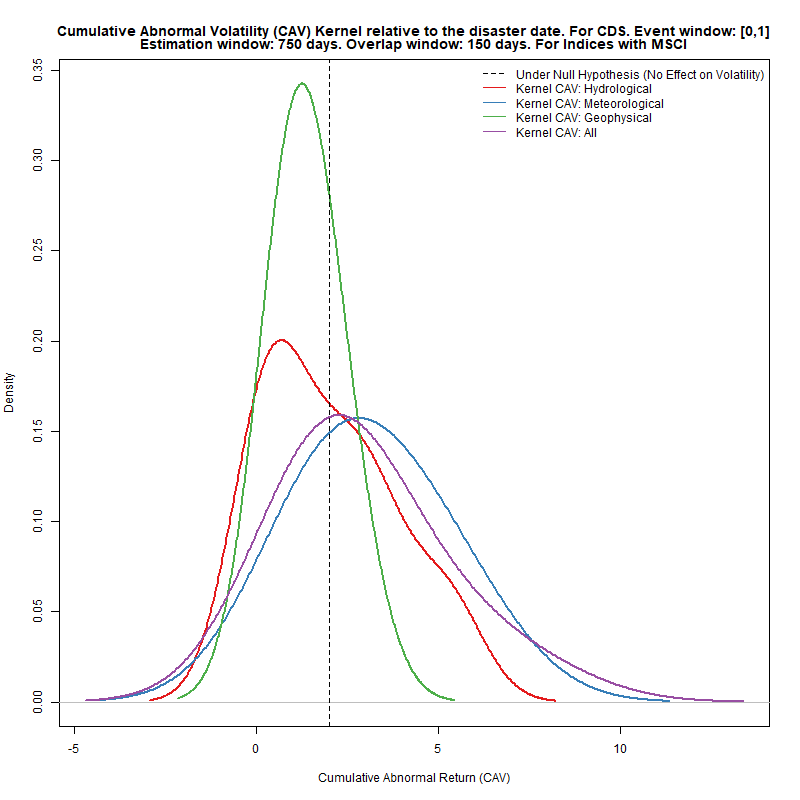 Cumulative Abnormal Volatility (CAV) Kernel relative to the disaster date. For CDS. Event window: [0,1]
Estimation window: 750 days. Overlap window: 150 days. For Indices with MSCI
Under Null Hypothesis (No Effect on Volatility)
Kernel CAV: Hydrological
Kernel CAV: Meteorological
Kernel CAV: Geophysical
Kernel CAV: All
0.35
0.30
0.25
0.20
0.15
0.10
0.05
0.00
Density
-5
0
5
10
Cumulative Abnormal Return (CAV)